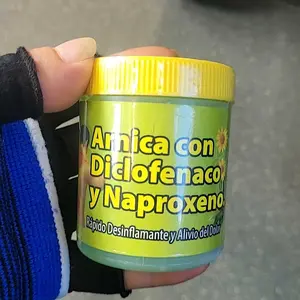 Arnica con
Diclofenaco
y Naproxeno
Rápido Desinflamante y Alivio del Dolor